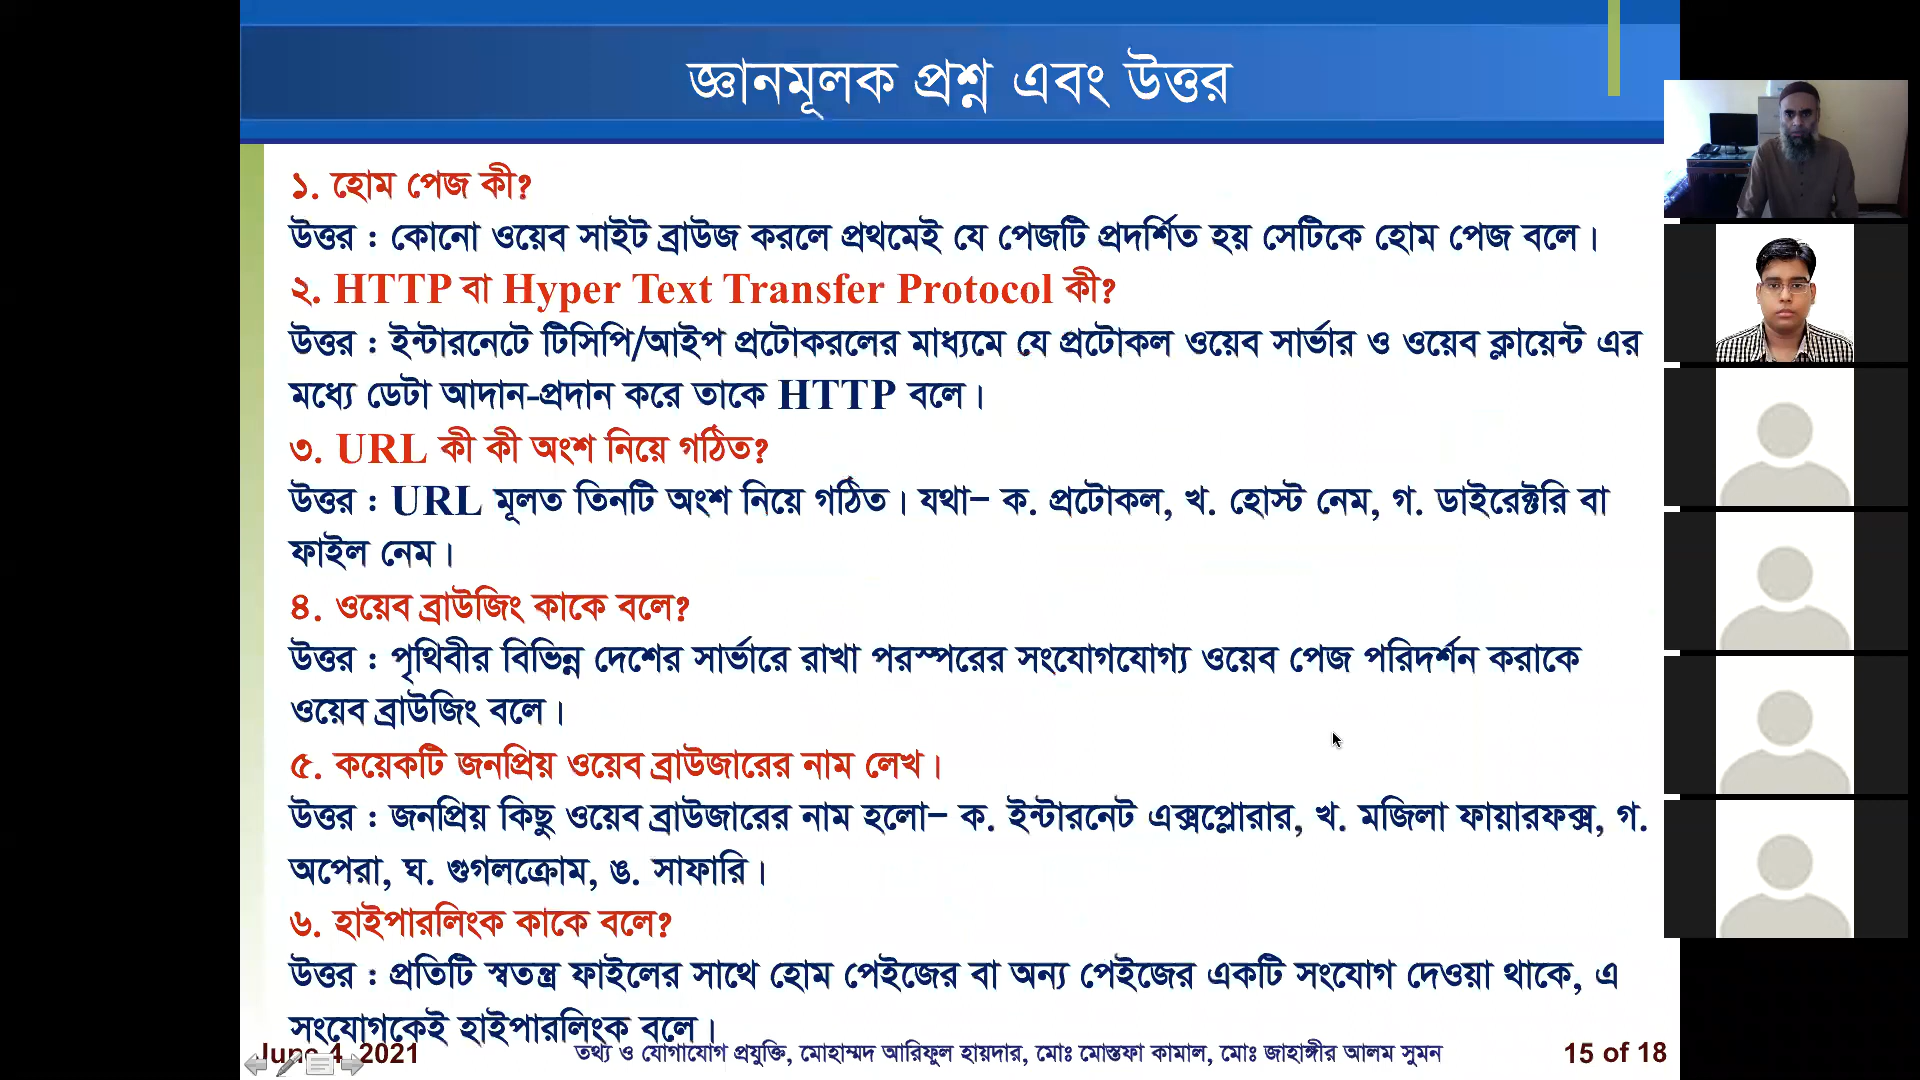 জ্ঞানমূলক প্রশ্ন এবং উত্তর
১. হোম পেজ কী?
উত্তর : কোনো ওয়েব সাইট ব্রাউজ করলে প্রথমেই যে পেজটি প্রদর্শিত হয় সেটিকে হোম পেজ বলে।
২. HTTP বা Hyper Text Transfer Protocol কী?
উত্তর : ইন্টারনেটে টিসিপি/আইপ প্রটোকরলের মাধ্যমে যে প্রটোকল ওয়েব সার্ভার ও ওয়েব ক্লায়েন্ট এর
মধ্যে ডেটা আদান-প্রদান করে তাকে HTTP বলে।
৩. URL কী কী অংশ নিয়ে গঠিত?
উত্তর : URL মূলত তিনটি অংশ নিয়ে গঠিত। যথা– ক. প্রটোকল, খ. হোস্ট নেম, গ. ডাইরেক্টরি বা
ফাইল নেম।
৪. ওয়েব ব্রাউজিং কাকে বলে?
উত্তর : পৃথিবীর বিভিন্ন দেশের সার্ভারে রাখা পরস্পরের সংযোগযোগ্য ওয়েব পেজ পরিদর্শন করাকে
ওয়েব ব্রাউজিং বলে।
৫. কয়েকটি জনপ্রিয় ওয়েব ব্রাউজারের নাম লেখ।
উত্তর : জনপ্রিয় কিছু ওয়েব ব্রাউজারের নাম হলো– ক. ইন্টারনেট এক্সপ্লোরার, খ. মজিলা ফায়ারফক্স, গ.
অপেরা, ঘ. গুগলক্রোম, ঙ. সাফারি।
৬. হাইপারলিংক কাকে বলে?
উত্তর : প্রতিটি স্বতন্ত্র ফাইলের সাথে হোম পেইজের বা অন্য পেইজের একটি সংযোগ দেওয়া থাকে, এ
সংযোগকেই হাইপারলিংক বলে।
June 4, 2021
তথ্য ও যোগাযোগ প্রযুক্তি, মোহাম্মদ আরিফুল হায়দার, মোঃ মোস্তফা কামাল, মোঃ জাহাঙ্গীর আলম সুমন
15 of 18